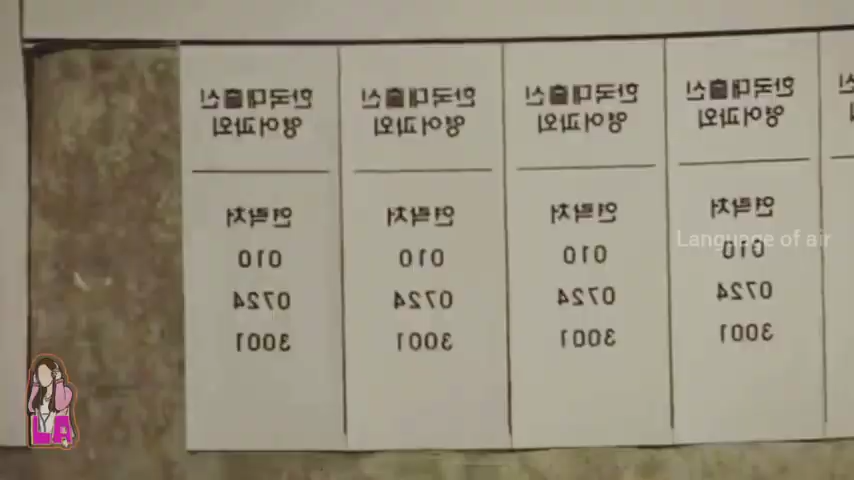 한국대출신
영어과외
연락처
010
0724
3001
한국대출신
영어과외
연락처
010
0724
3001
한국대출신
영어과외
연락처
010
0724
3001
한국대출신
영어과외
연락처
010
0724
3001
Language of air
LA